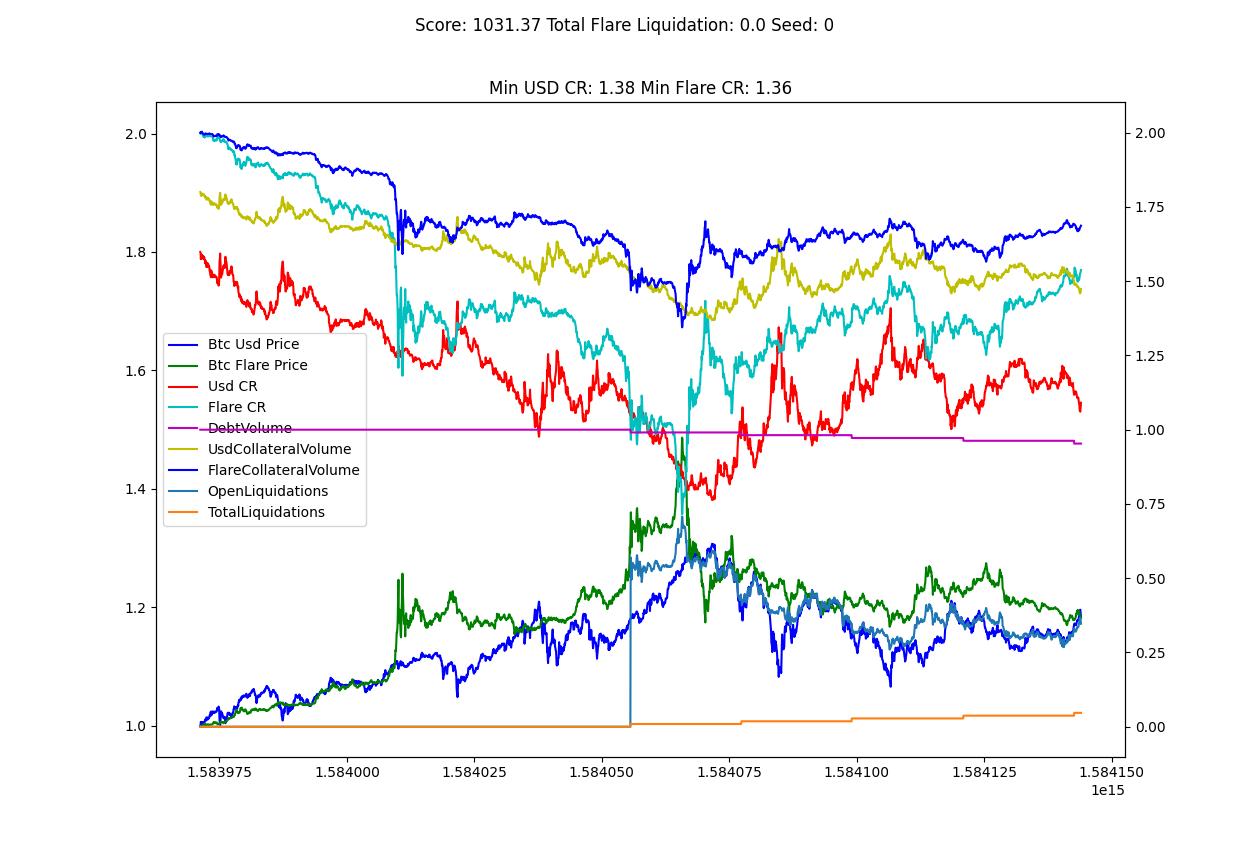 Score: 1031.37 Total Flare Liquidation: 0.0 Seed: 0
Min USD CR: 1.38 Min Flare CR: 1.36
2.0
1.8
1.6
1.4
1.2
1.0
2.00
1.75
1.50
1.25
1.00
0.75
0.50
0.25
0.00
Btc Usd Price
Btc Flare Price
Usd CR
Flare CR
DebtVolume
UsdCollateralVolume
FlareCollateralVolume
OpenLiquidations
TotalLiquidations
1.583975 1.584000 1.584025 1.584050 1.584075 1.584100 1.584125 1.584150
1e15